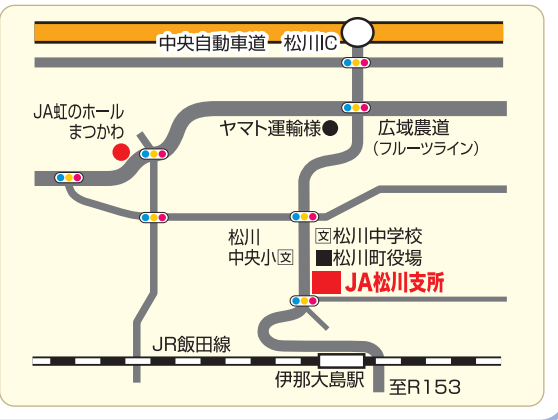 中央自動車道 松川IC
JA虹のホール
まつかわ
ヤマト運輸様
広域農道
(フルーツライン)
松川
中央小文
文松川中学校
松川町役場
JA松川支所
JR飯田線
伊那大島駅
至R153